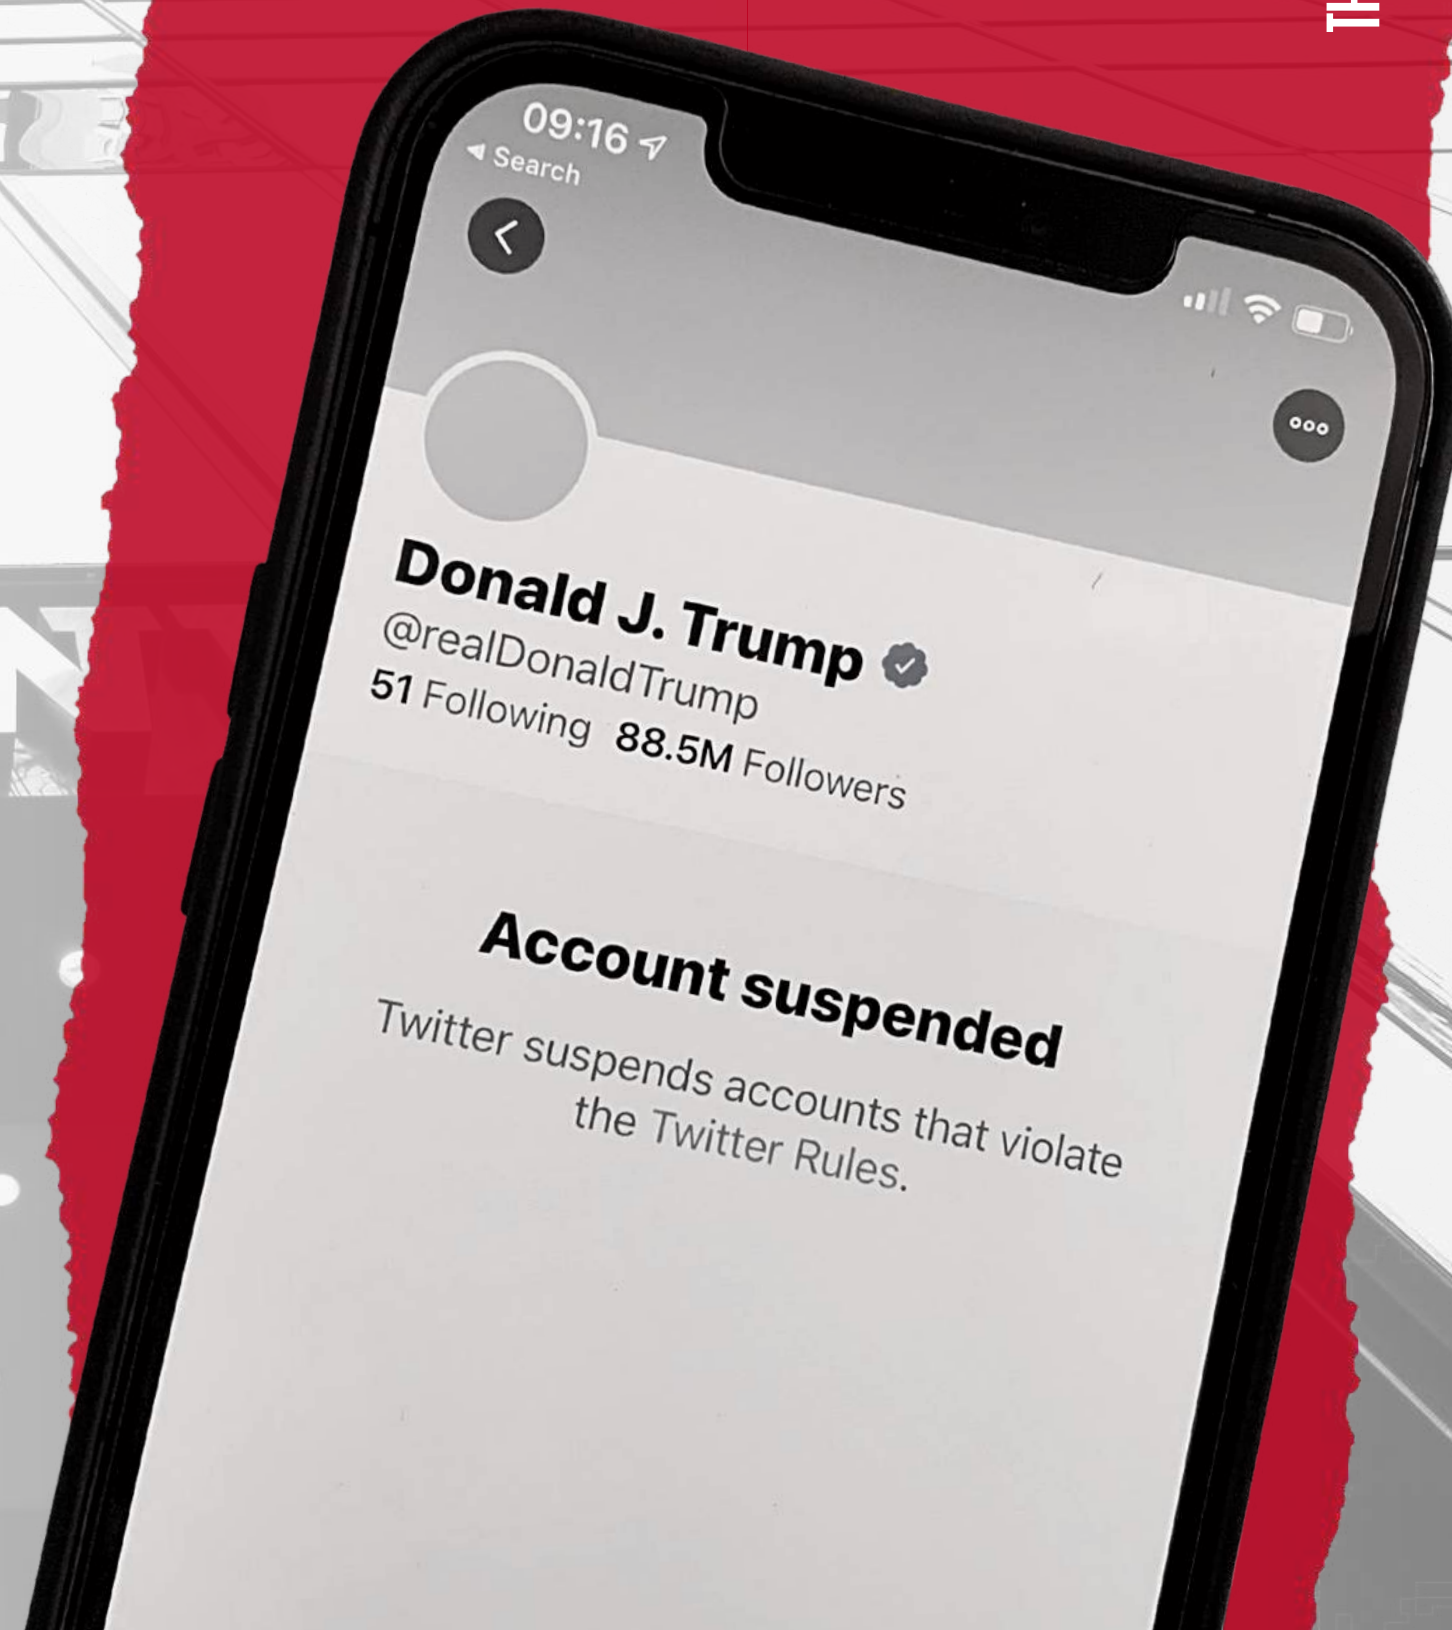 09:16
Search
Donald J. Trump
@realDonaldTrump
51 Following 88.5M Followers
Account suspended
Twitter suspends accounts that violate
the Twitter Rules.